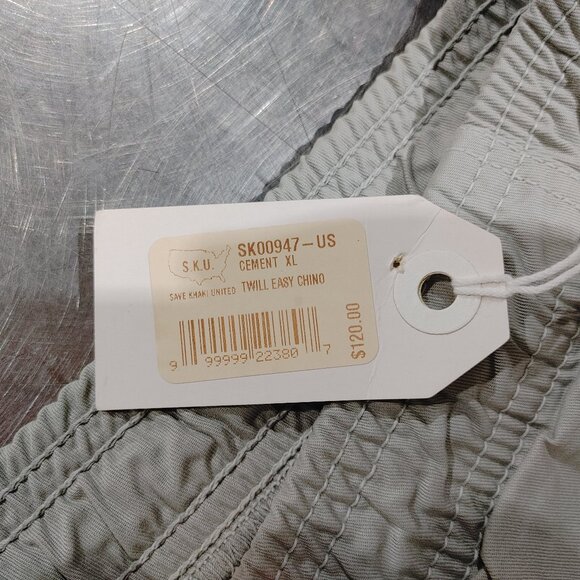 S.K.U.
SAVE KHAKI UNITED
SK00947-US
CEMENT XL
TWILL EASY CHINO
9 99999 22380 7
$120.00